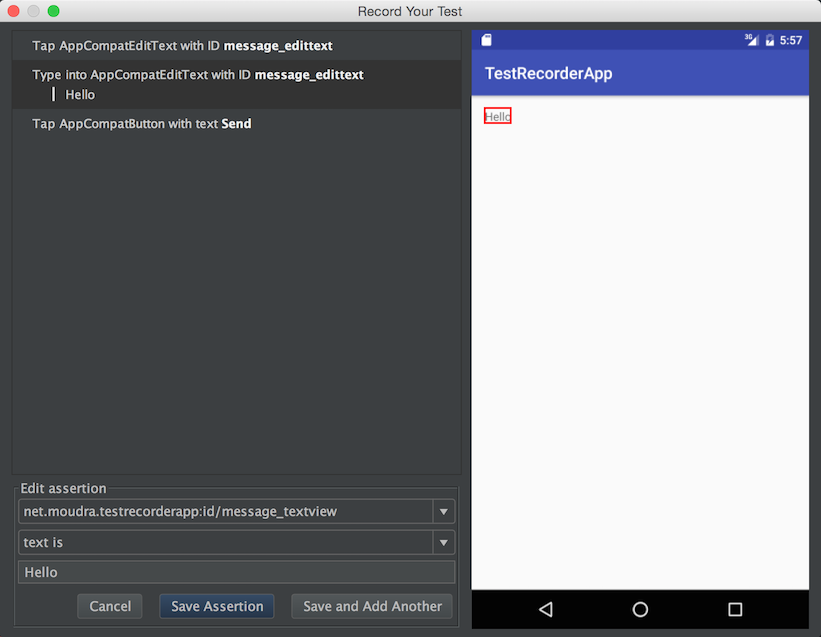 Record Your Test
Tap AppCompatEditText with ID message_edittext
Type into AppCompatEditText with ID message_edittext
Hello
Tap AppCompatButton with text Send
Edit assertion
net.moudra.testrecorderapp:id/message_textview
text is
Hello
Cancel
Save Assertion
Save and Add Another
3G
5:57
TestRecorderApp
Hello